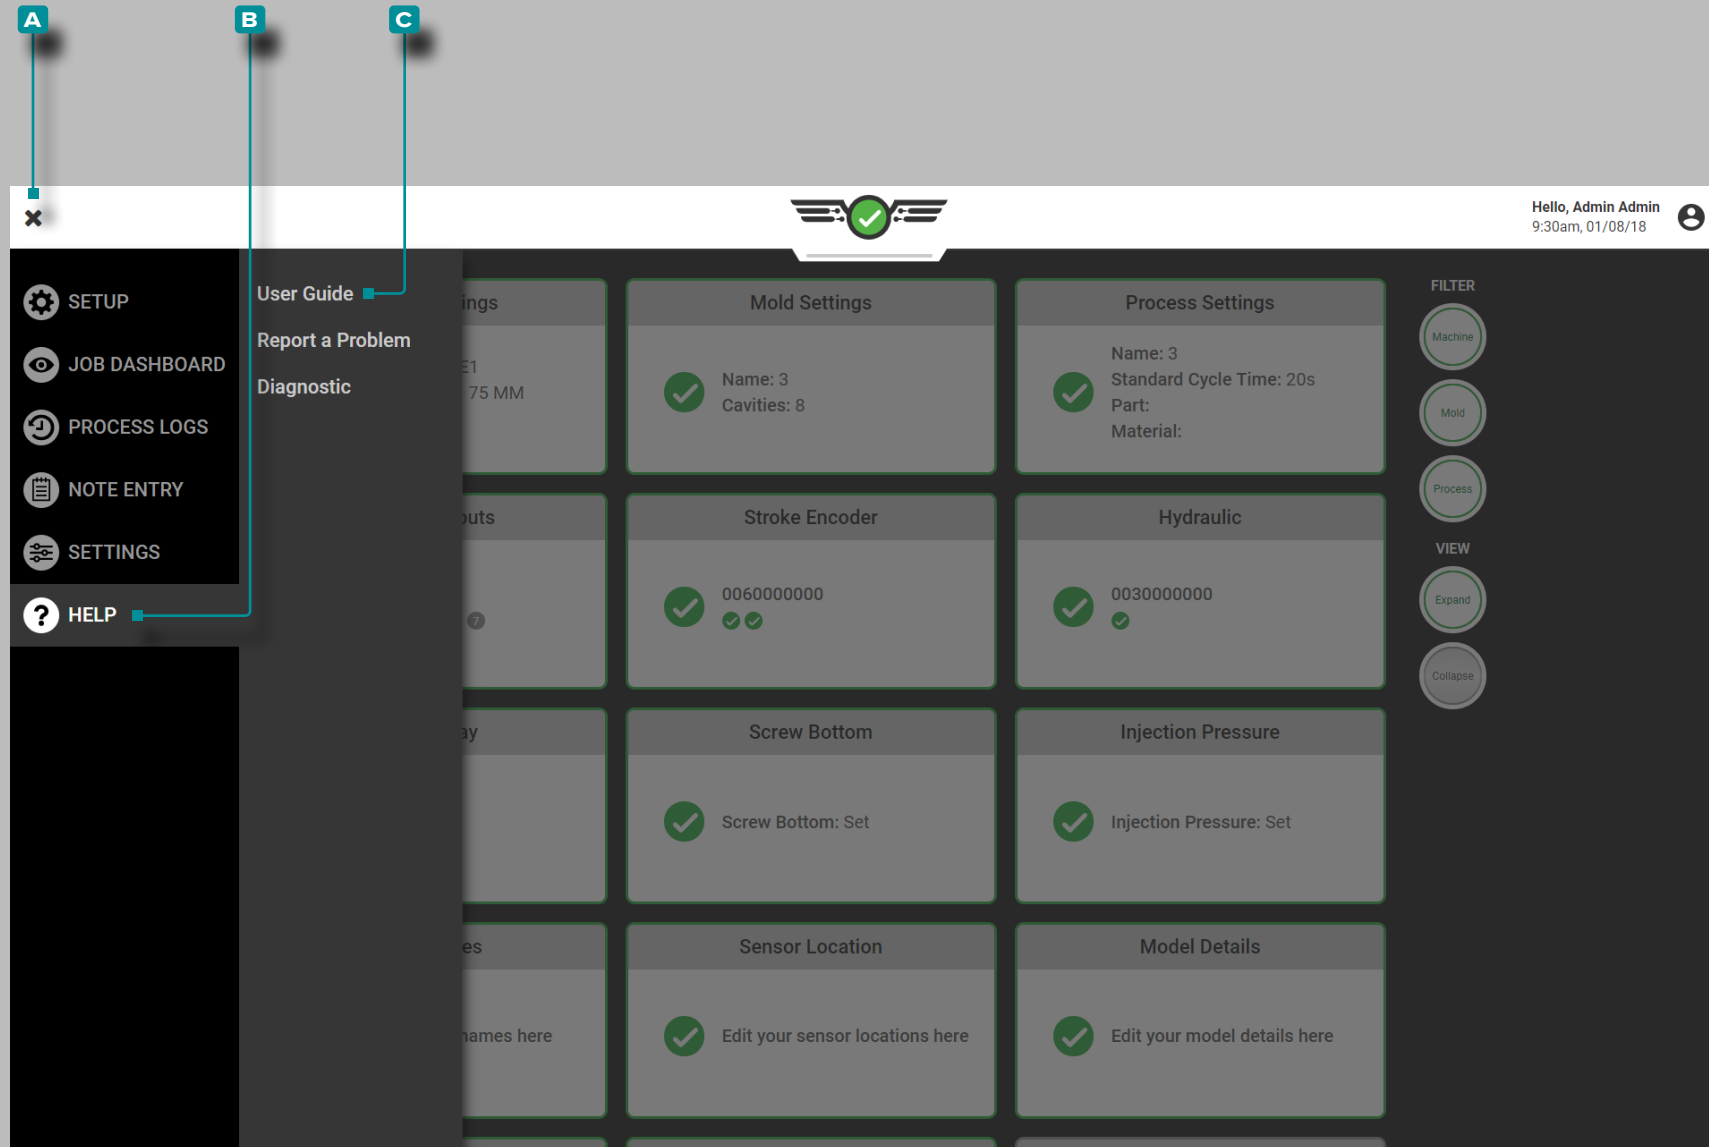 A
B
C
Hello, Admin Admin
9:30am, 01/08/18
SETUP
JOB DASHBOARD
PROCESS LOGS
NOTE ENTRY
SETTINGS
HELP
User Guide
Report a Problem
Diagnostic
ings
E1
75 MM
Mold Settings
Name: 3
Cavities: 8
Process Settings
Name: 3
Standard Cycle Time: 20s
Part:
Material:
puts
7
Stroke Encoder
0060000000
Hydraulic
0030000000
ay
Screw Bottom
Screw Bottom: Set
Injection Pressure
Injection Pressure: Set
es
names here
Sensor Location
Edit your sensor locations here
Model Details
Edit your model details here
FILTER
Machine
Mold
Process
VIEW
Expand
Collapse